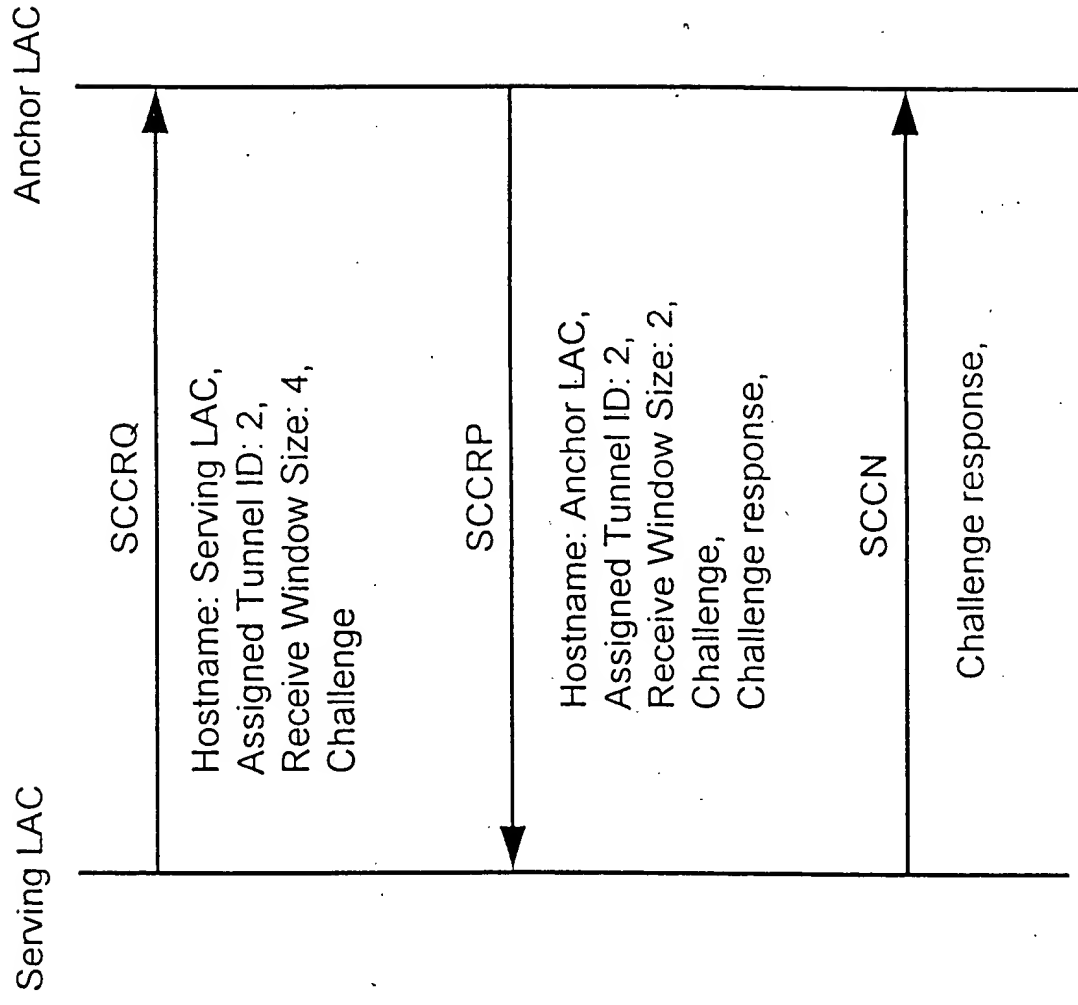 Serving LAC
Anchor LAC
SCCRQ
Hostname: Serving LAC,
Assigned Tunnel ID: 2,
Receive Window Size: 4,
Challenge
SCCRP
Hostname: Anchor LAC,
Assigned Tunnel ID: 2,
Receive Window Size: 2,
Challenge,
Challenge response,
SCCN
Challenge response,